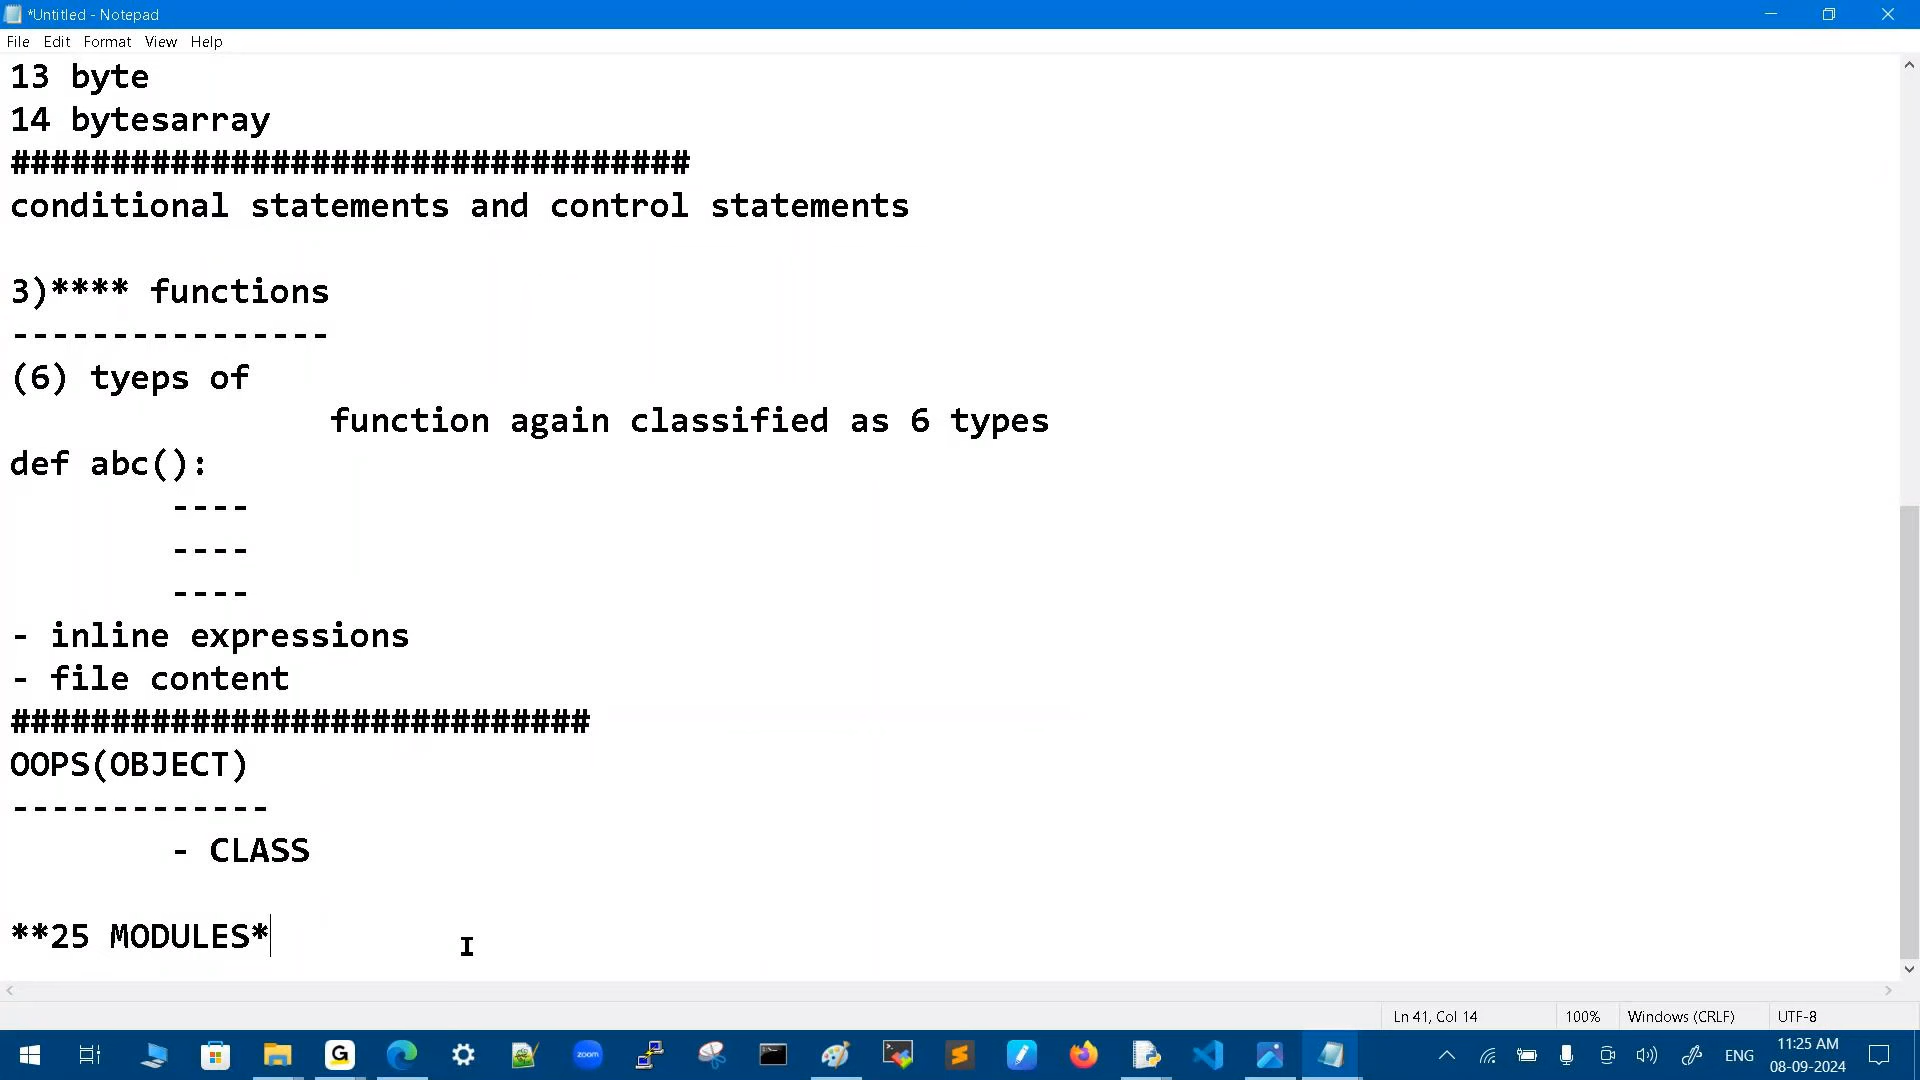 *Untitled - Notepad
File Edit Format View Help
13 byte
14 bytesarray
##################################
conditional statements and control statements
3)**** functions
----------------
(6) tyeps of
function again classified as 6 types
def abc():
----
----
----
- inline expressions
- file content
#############################
OOPS(OBJECT)
-------------
- CLASS
**25 MODULES*
Ln 41, Col 14 100% Windows (CRLF) UTF-8
G zoom ENG 11:25 AM
08-09-2024